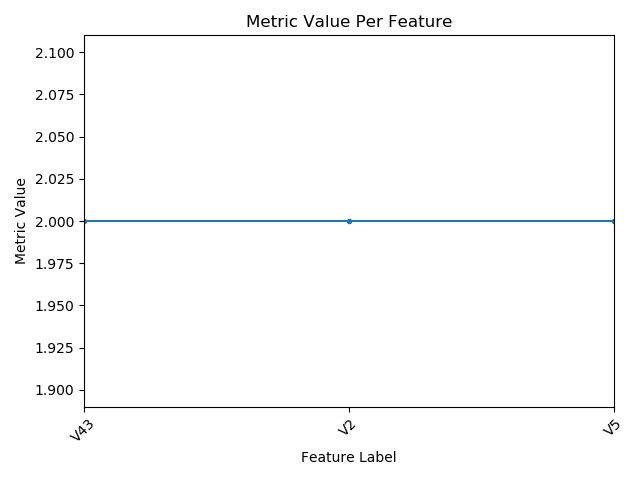 Metric Value Per Feature
Metric Value
2.100
2.075
2.050
2.025
2.000
1.975
1.950
1.925
1.900
V43
V2
V5
Feature Label